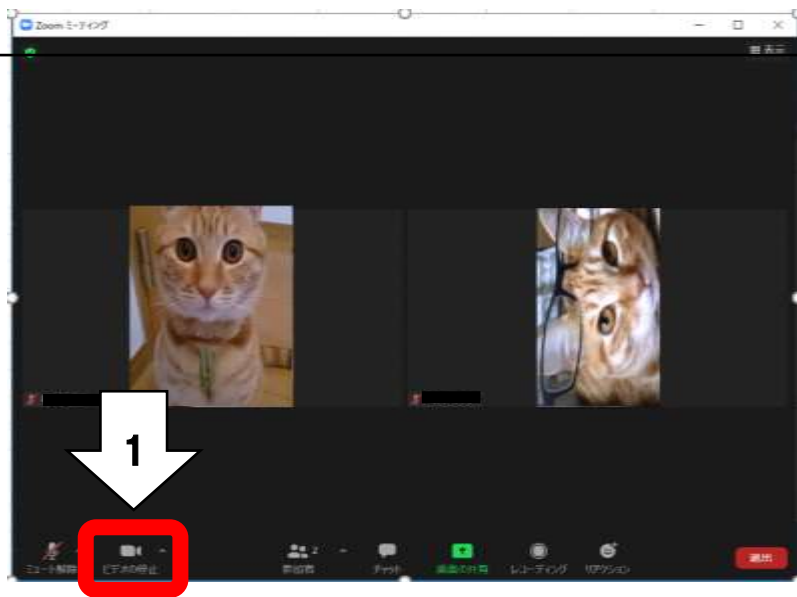 Zoom ミーティング
表示
1
ミュート解除
ビデオの停止
参加者
2
チャット
画面の共有
レコーディング
リアクション
退出